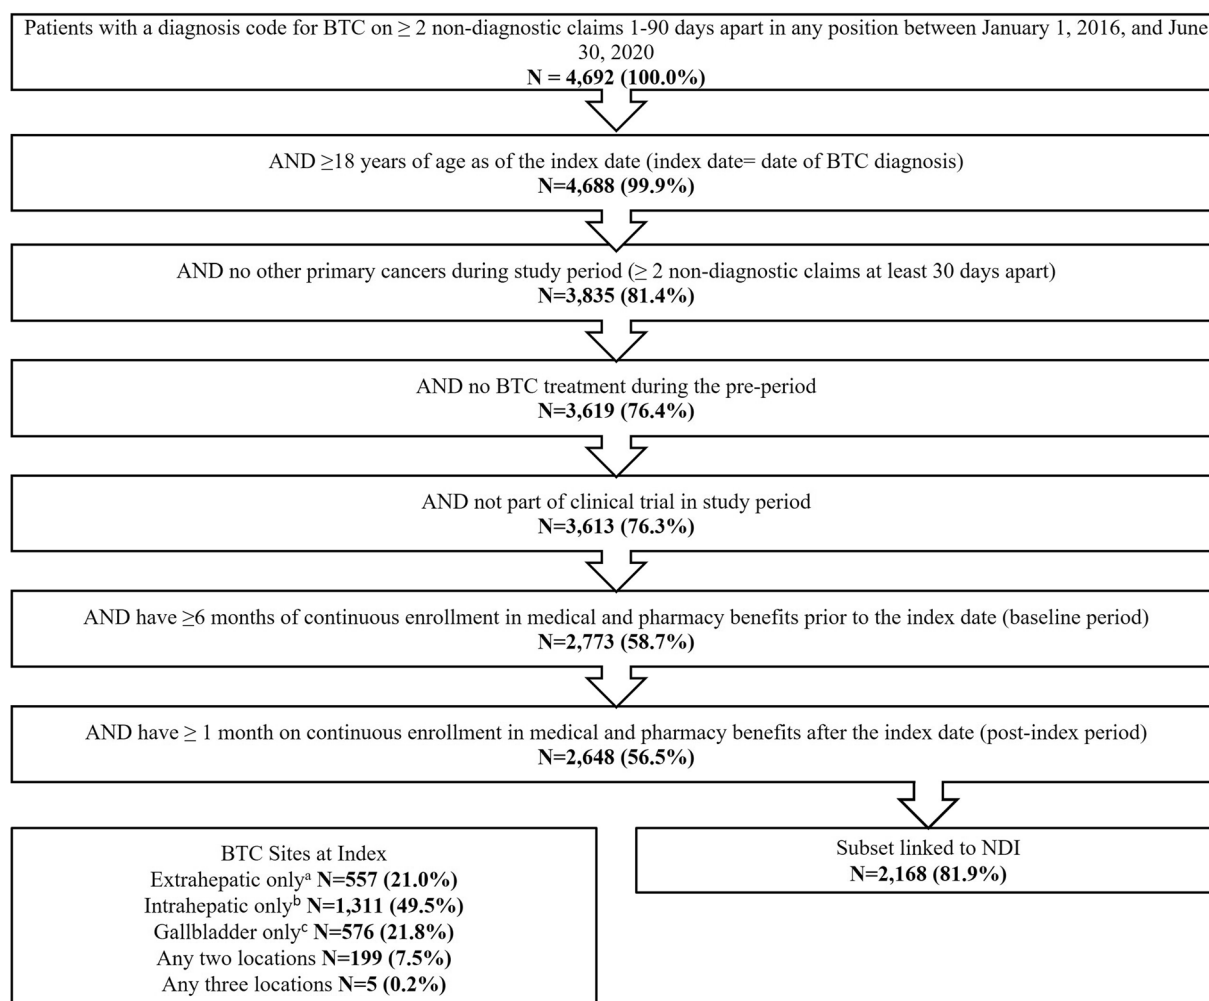 Patients with a diagnosis code for BTC on ≥ 2 non-diagnostic claims 1-90 days apart in any position between January 1, 2016, and June
30, 2020
N = 4,692 (100.0%)
AND ≥18 years of age as of the index date (index date= date of BTC diagnosis)
N=4,688 (99.9%)
AND no other primary cancers during study period (≥ 2 non-diagnostic claims at least 30 days apart)
N=3,835 (81.4%)
AND no BTC treatment during the pre-period
N=3,619 (76.4%)
AND not part of clinical trial in study period
N=3,613 (76.3%)
AND have ≥6 months of continuous enrollment in medical and pharmacy benefits prior to the index date (baseline period)
N=2,773 (58.7%)
AND have ≥ 1 month on continuous enrollment in medical and pharmacy benefits after the index date (post-index period)
N=2,648 (56.5%)
BTC Sites at Index
Extrahepatic onlyᵃ N=557 (21.0%)
Intrahepatic onlyᵇ N=1,311 (49.5%)
Gallbladder onlyᶜ N=576 (21.8%)
Any two locations N=199 (7.5%)
Any three locations N=5 (0.2%)
Subset linked to NDI
N=2,168 (81.9%)